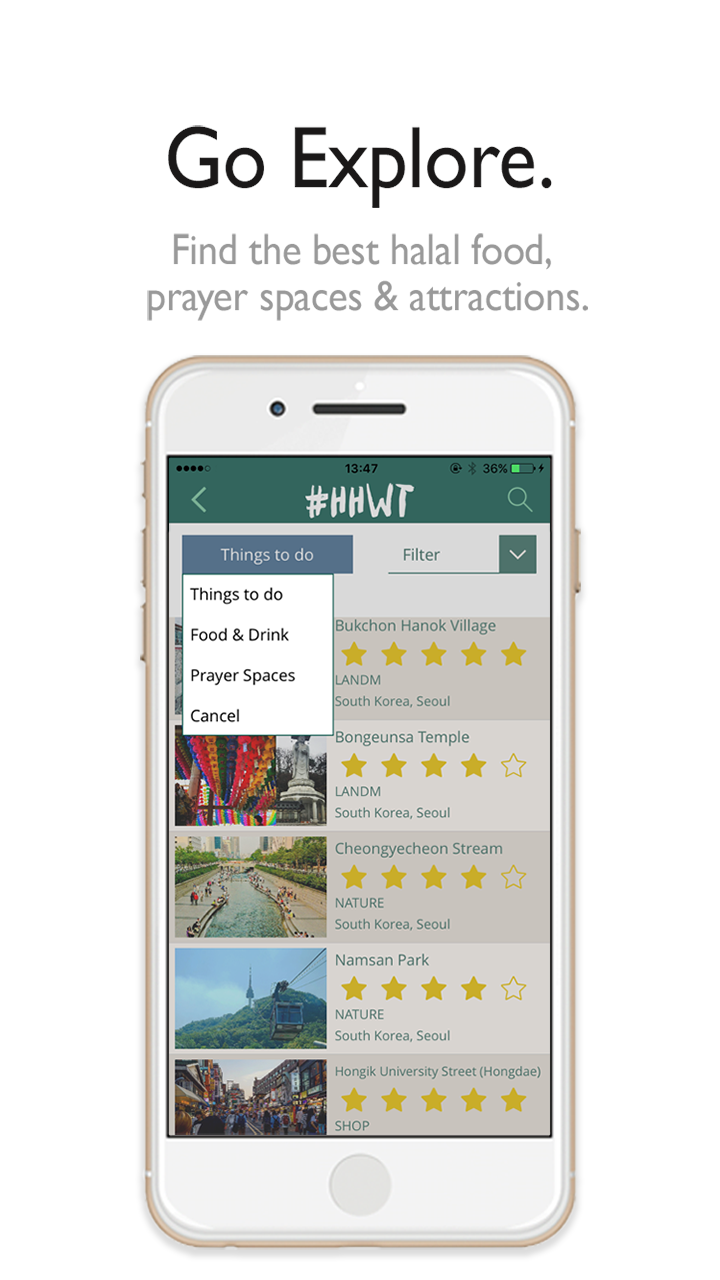 Go Explore.
Find the best halal food,
prayer spaces & attractions.
13:47
36%
#HHWT
Things to do
Filter
Things to do
Food & Drink
Prayer Spaces
Cancel
Bukchon Hanok Village
LANDM
South Korea, Seoul
Bongeunsa Temple
LANDM
South Korea, Seoul
Cheongyecheon Stream
NATURE
South Korea, Seoul
Namsan Park
NATURE
South Korea, Seoul
Hongik University Street (Hongdae)
SHOP